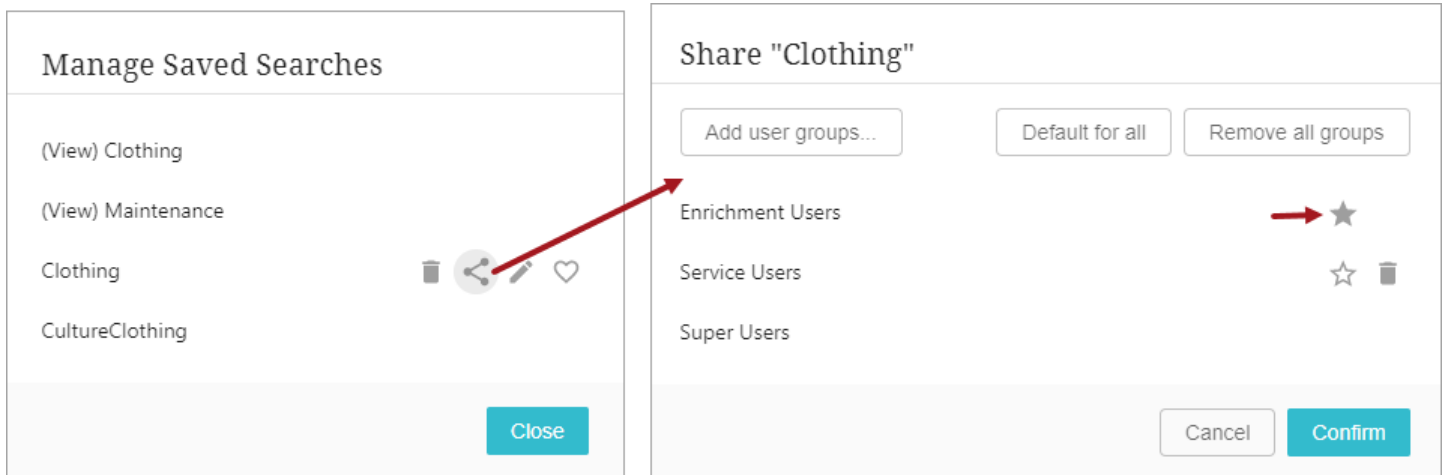 Manage Saved Searches
(View) Clothing
(View) Maintenance
Clothing
CultureClothing
Close
Share "Clothing"
Add user groups...
Default for all
Remove all groups
Enrichment Users
Service Users
Super Users
Cancel
Confirm